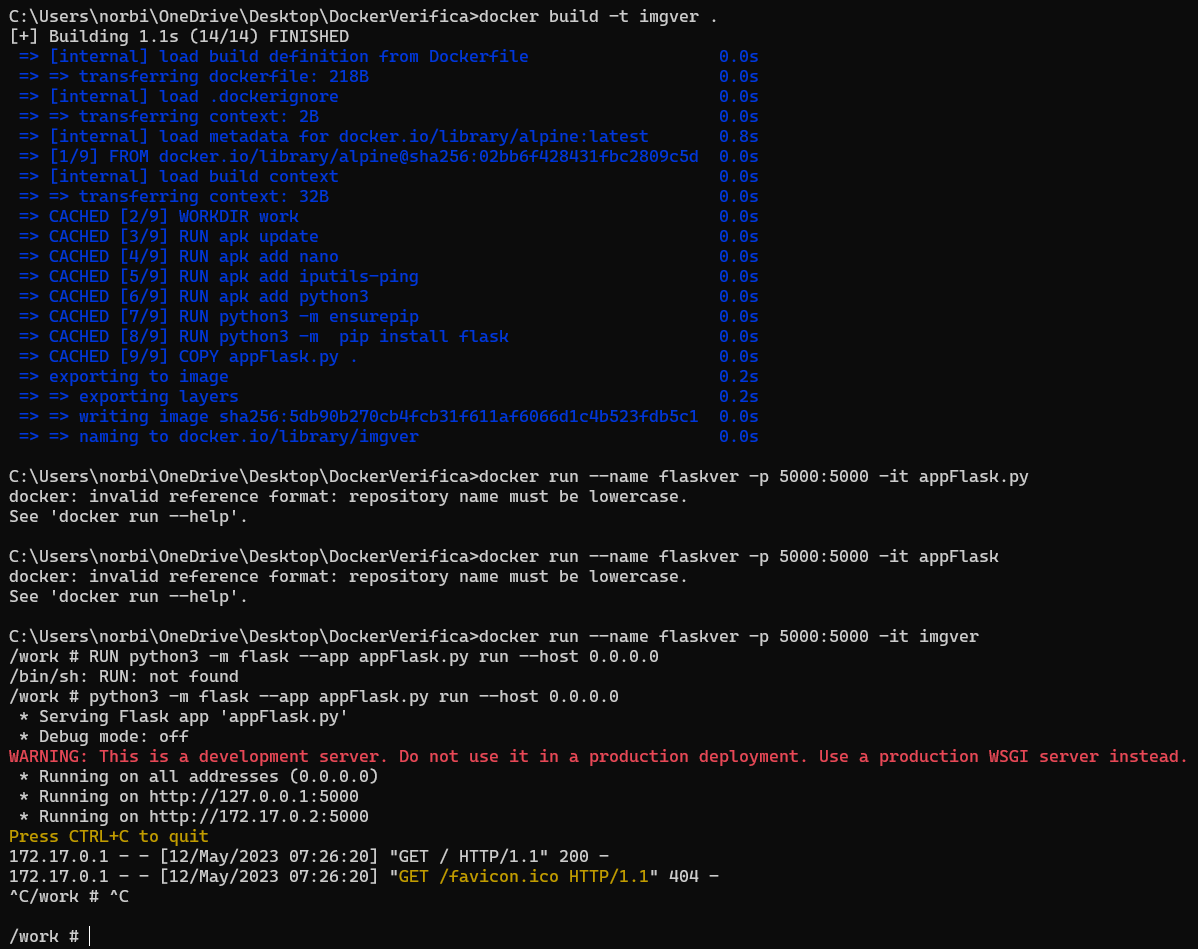 C:\Users\norbi\OneDrive\Desktop\DockerVerifica>docker build -t imgver .
[+] Building 1.1s (14/14) FINISHED
 => [internal] load build definition from Dockerfile 0.0s
 => => transferring dockerfile: 218B 0.0s
 => [internal] load .dockerignore 0.0s
 => => transferring context: 2B 0.0s
 => [internal] load metadata for docker.io/library/alpine:latest 0.8s
 => [1/9] FROM docker.io/library/alpine@sha256:02bb6f428431fbc2809c5d 0.0s
 => [internal] load build context 0.0s
 => => transferring context: 32B 0.0s
 => CACHED [2/9] WORKDIR work 0.0s
 => CACHED [3/9] RUN apk update 0.0s
 => CACHED [4/9] RUN apk add nano 0.0s
 => CACHED [5/9] RUN apk add iputils-ping 0.0s
 => CACHED [6/9] RUN apk add python3 0.0s
 => CACHED [7/9] RUN python3 -m ensurepip 0.0s
 => CACHED [8/9] RUN python3 -m  pip install flask 0.0s
 => CACHED [9/9] COPY appFlask.py . 0.0s
 => exporting to image 0.2s
 => => exporting layers 0.2s
 => => writing image sha256:5db90b270cb4fcb31f611af6066d1c4b523fdb5c1 0.0s
 => => naming to docker.io/library/imgver 0.0s
C:\Users\norbi\OneDrive\Desktop\DockerVerifica>docker run --name flaskver -p 5000:5000 -it appFlask.py
docker: invalid reference format: repository name must be lowercase.
See 'docker run --help'.
C:\Users\norbi\OneDrive\Desktop\DockerVerifica>docker run --name flaskver -p 5000:5000 -it appFlask
docker: invalid reference format: repository name must be lowercase.
See 'docker run --help'.
C:\Users\norbi\OneDrive\Desktop\DockerVerifica>docker run --name flaskver -p 5000:5000 -it imgver
/work # RUN python3 -m flask --app appFlask.py run --host 0.0.0.0
/bin/sh: RUN: not found
/work # python3 -m flask --app appFlask.py run --host 0.0.0.0
 * Serving Flask app 'appFlask.py'
 * Debug mode: off
WARNING: This is a development server. Do not use it in a production deployment. Use a production WSGI server instead.
 * Running on all addresses (0.0.0.0)
 * Running on http://127.0.0.1:5000
 * Running on http://172.17.0.2:5000
Press CTRL+C to quit
172.17.0.1 - - [12/May/2023 07:26:20] "GET / HTTP/1.1" 200 -
172.17.0.1 - - [12/May/2023 07:26:20] "GET /favicon.ico HTTP/1.1" 404 -
^C/work # ^C
/work #